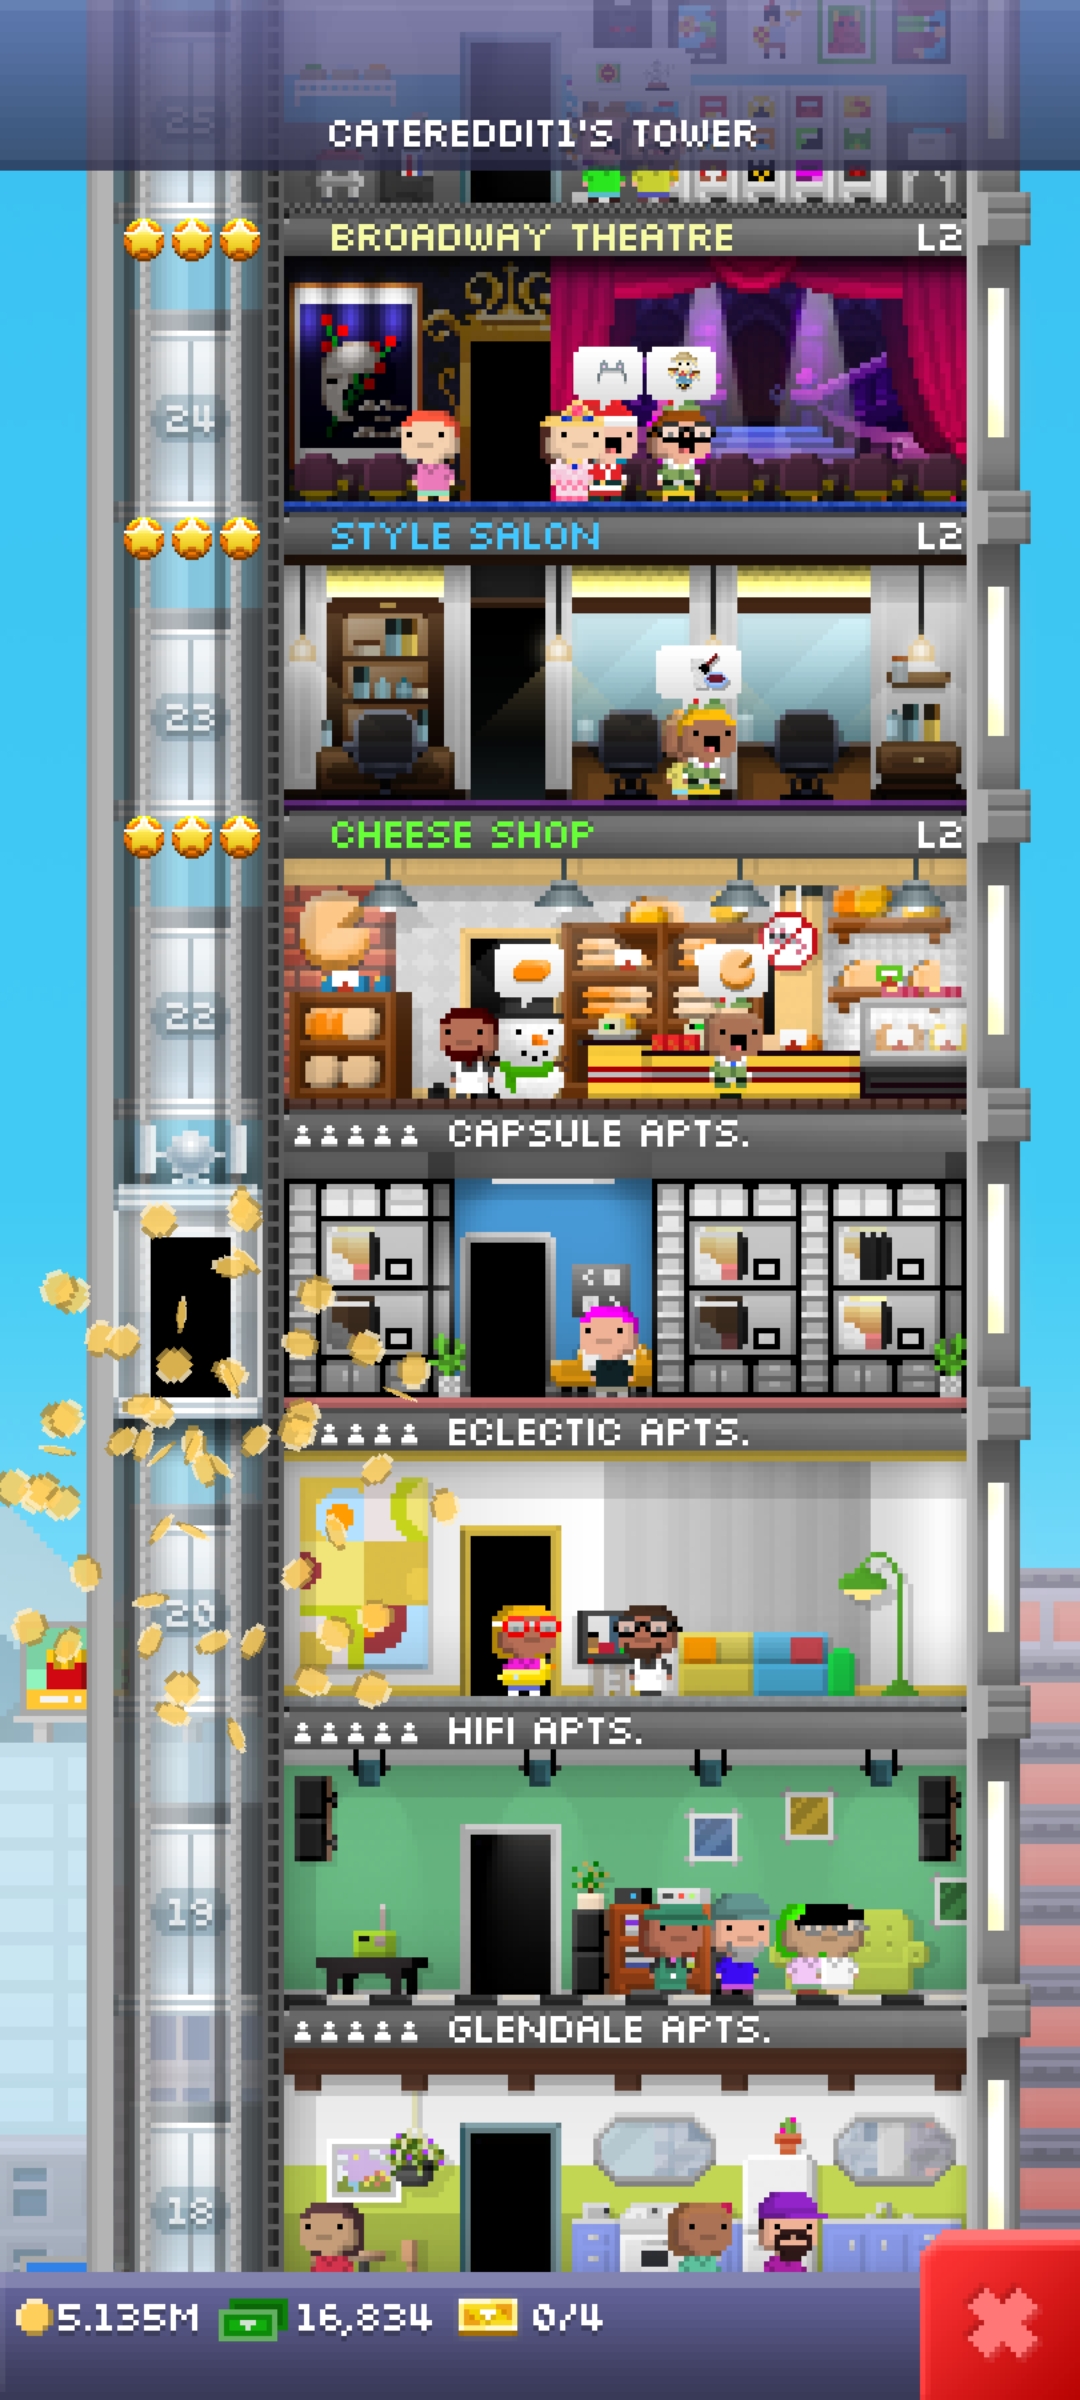 25
CATEREDDIT1'S TOWER
BROADWAY THEATRE L2
24
STYLE SALON L2
23
CHEESE SHOP L2
22
CAPSULE APTS.
ECLECTIC APTS.
20
HIFI APTS.
19
GLENDALE APTS.
18
5.135M 16,834 0/4